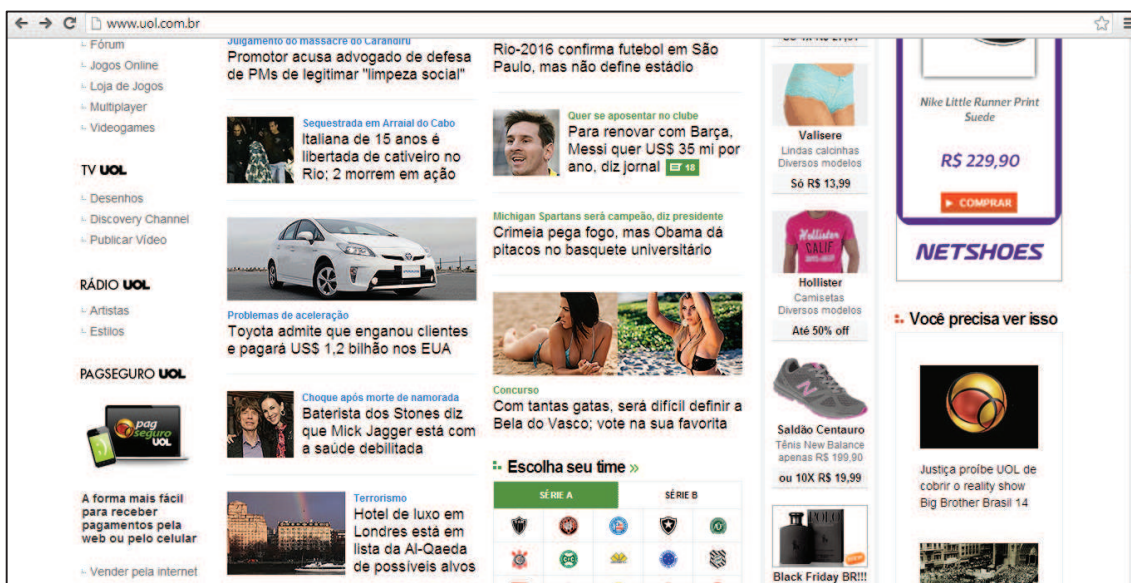 www.uol.com.br
Fórum
Jogos Online
Loja de Jogos
Multiplayer
Videogames
TV UOL
Desenhos
Discovery Channel
Publicar Vídeo
RÁDIO UOL
Artistas
Estilos
PAGSEGURO UOL
pag
seguro
UOL
A forma mais fácil
para receber
pagamentos pela
web ou pelo celular
Vender pela internet
Julgamento do massacre do Carandiru
Promotor acusa advogado de defesa
de PMs de legitimar "limpeza social"
Sequestrada em Arraial do Cabo
Italiana de 15 anos é
libertada de cativeiro no
Rio; 2 morrem em ação
Problemas de aceleração
Toyota admite que enganou clientes
e pagará US$ 1,2 bilhão nos EUA
Choque após morte de namorada
Baterista dos Stones diz
que Mick Jagger está com
a saúde debilitada
Terrorismo
Hotel de luxo em
Londres está em
lista da Al-Qaeda
de possíveis alvos
Rio-2016 confirma futebol em São
Paulo, mas não define estádio
Quer se aposentar no clube
Para renovar com Barça,
Messi quer US$ 35 mi por
ano, diz jornal 18
Michigan Spartans será campeão, diz presidente
Crimeia pega fogo, mas Obama dá
pitacos no basquete universitário
Concurso
Com tantas gatas, será difícil definir a
Bela do Vasco; vote na sua favorita
Escolha seu time »
SÉRIE A SÉRIE B
Valisere
Lindas calcinhas
Diversos modelos
Só R$ 13,99
Hollister
CALIF
Hollister
Camisetas
Diversos modelos
Até 50% off
Saldão Centauro
Tênis New Balance
apenas R$ 199,90
ou 10X R$ 19,99
POLO
Black Friday BR!!!
Nike Little Runner Print
Suede
R$ 229,90
COMPRAR
NETSHOES
Você precisa ver isso
Justiça proíbe UOL de
cobrir o reality show
Big Brother Brasil 14